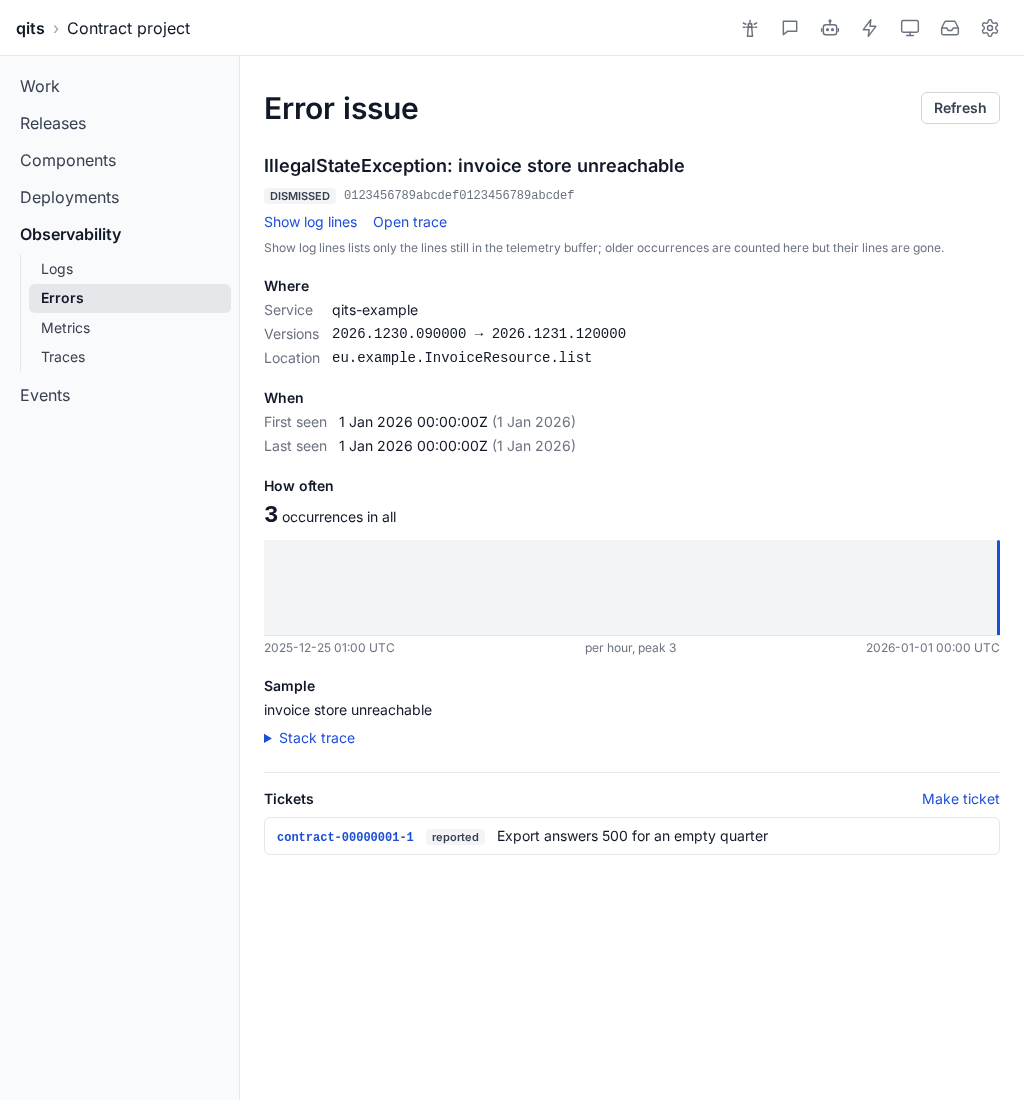 qits › Contract project
Work
Releases
Components
Deployments
Observability
Logs
Errors
Metrics
Traces
Events
Error issue
Refresh
IllegalStateException: invoice store unreachable
DISMISSED 0123456789abcdef0123456789abcdef
Show log lines Open trace
Show log lines lists only the lines still in the telemetry buffer; older occurrences are counted here but their lines are gone.
Where
Service qits-example
Versions 2026.1230.090000 → 2026.1231.120000
Location eu.example.InvoiceResource.list
When
First seen 1 Jan 2026 00:00:00Z (1 Jan 2026)
Last seen 1 Jan 2026 00:00:00Z (1 Jan 2026)
How often
3 occurrences in all
2025-12-25 01:00 UTC per hour, peak 3 2026-01-01 00:00 UTC
Sample
invoice store unreachable
Stack trace
Tickets Make ticket
contract-00000001-1 reported Export answers 500 for an empty quarter